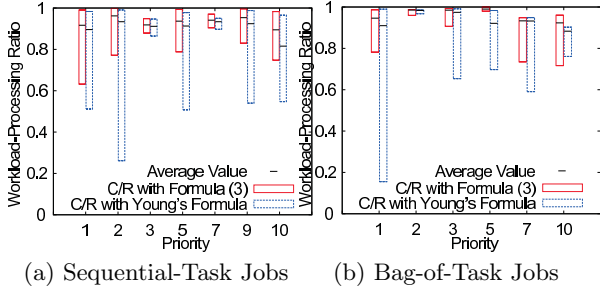 Workload-Processing Ratio
1
0.8
0.6
0.4
0.2
0
Average Value
C/R with Formula (3)
C/R with Young's Formula
1 2 3 5 7 9 10
Priority
(a) Sequential-Task Jobs
Workload-Processing Ratio
1
0.8
0.6
0.4
0.2
0
Average Value
C/R with Formula (3)
C/R with Young's Formula
1 2 3 5 7 10
Priority
(b) Bag-of-Task Jobs